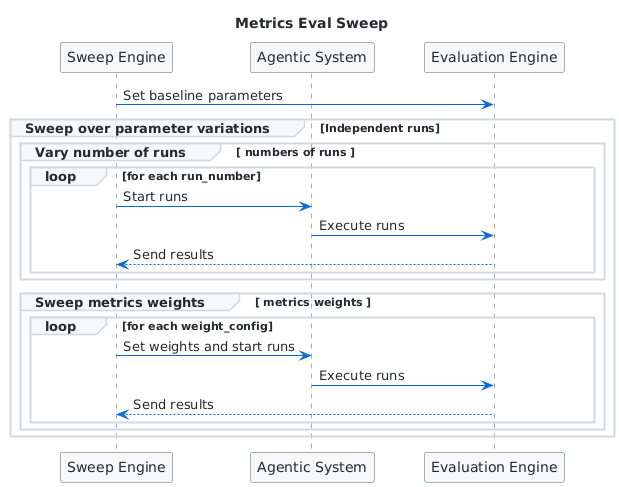 Metrics Eval Sweep
Sweep Engine Agentic System Evaluation Engine
Set baseline parameters
Sweep over parameter variations [Independent runs]
Vary number of runs [ numbers of runs ]
loop [for each run_number]
Start runs
Execute runs
Send results
Sweep metrics weights [ metrics weights ]
loop [for each weight_config]
Set weights and start runs
Execute runs
Send results
Sweep Engine Agentic System Evaluation Engine